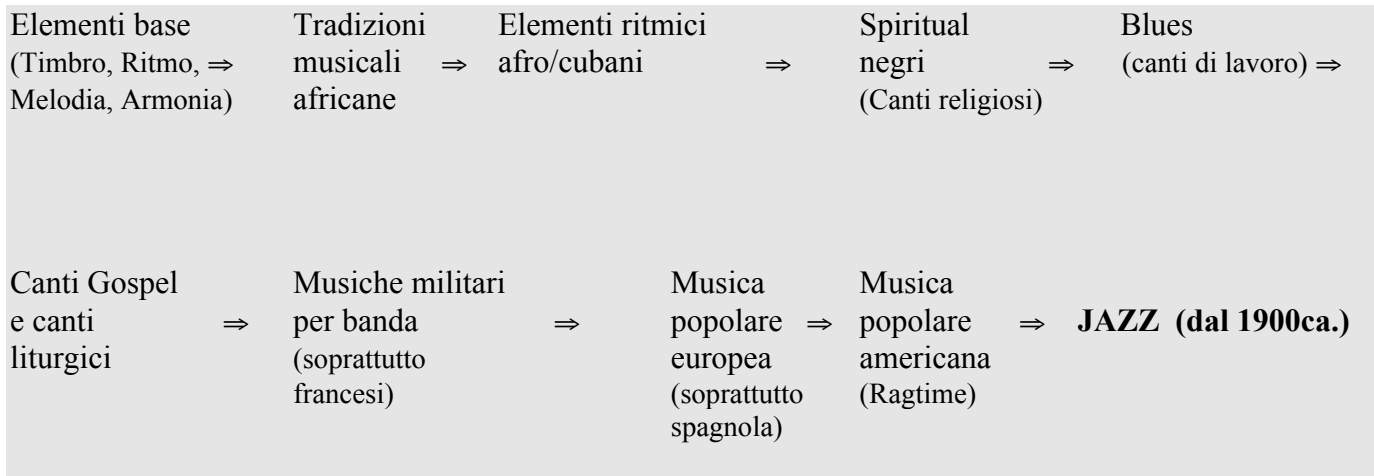 Elementi base ⇒ Tradizioni ⇒ Elementi ritmici ⇒ Spiritual ⇒ Blues ⇒
(Timbro, Ritmo, musicali afro/cubani negri (canti di lavoro)
Melodia, Armonia) africane (Canti religiosi)
Canti Gospel Musiche militari Musica Musica
e canti ⇒ per banda ⇒ popolare ⇒ popolare ⇒ JAZZ (dal 1900ca.)
liturgici (soprattutto europea americana
francesi) (soprattutto (Ragtime)
spagnola)